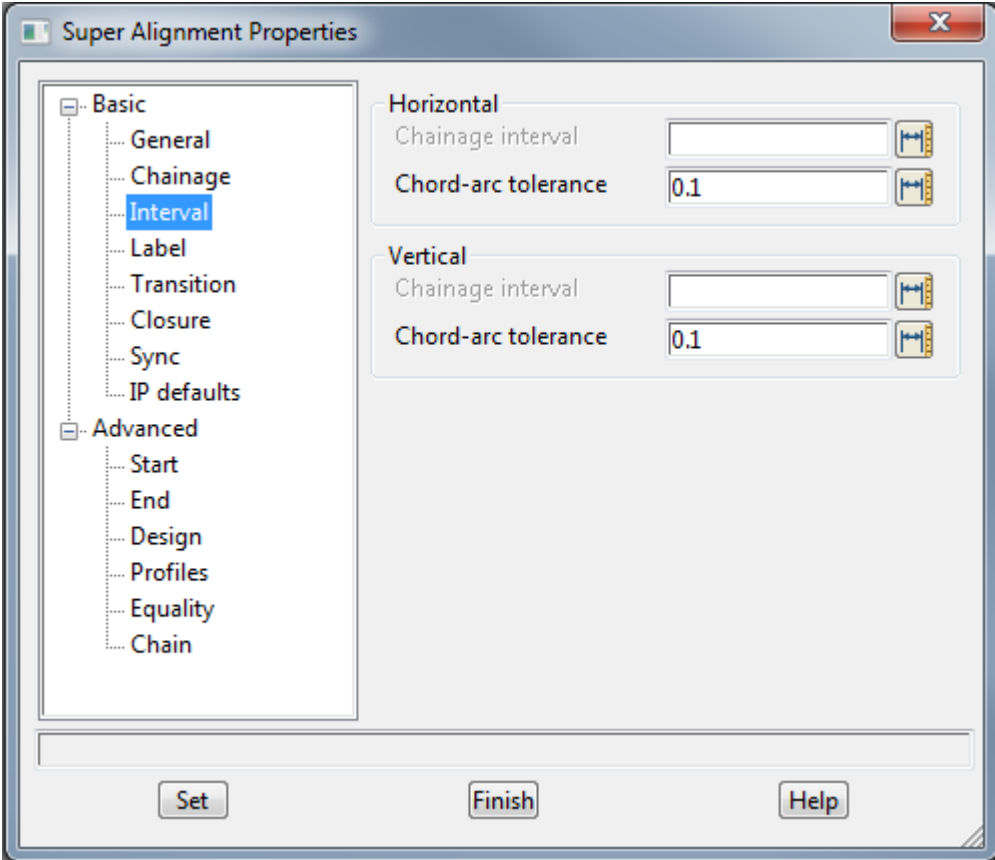 Super Alignment Properties
Basic
General
Chainage
Interval
Label
Transition
Closure
Sync
IP defaults
Advanced
Start
End
Design
Profiles
Equality
Chain
Horizontal
Chainage interval
Chord-arc tolerance 0.1
Vertical
Chainage interval
Chord-arc tolerance 0.1
Set Finish Help